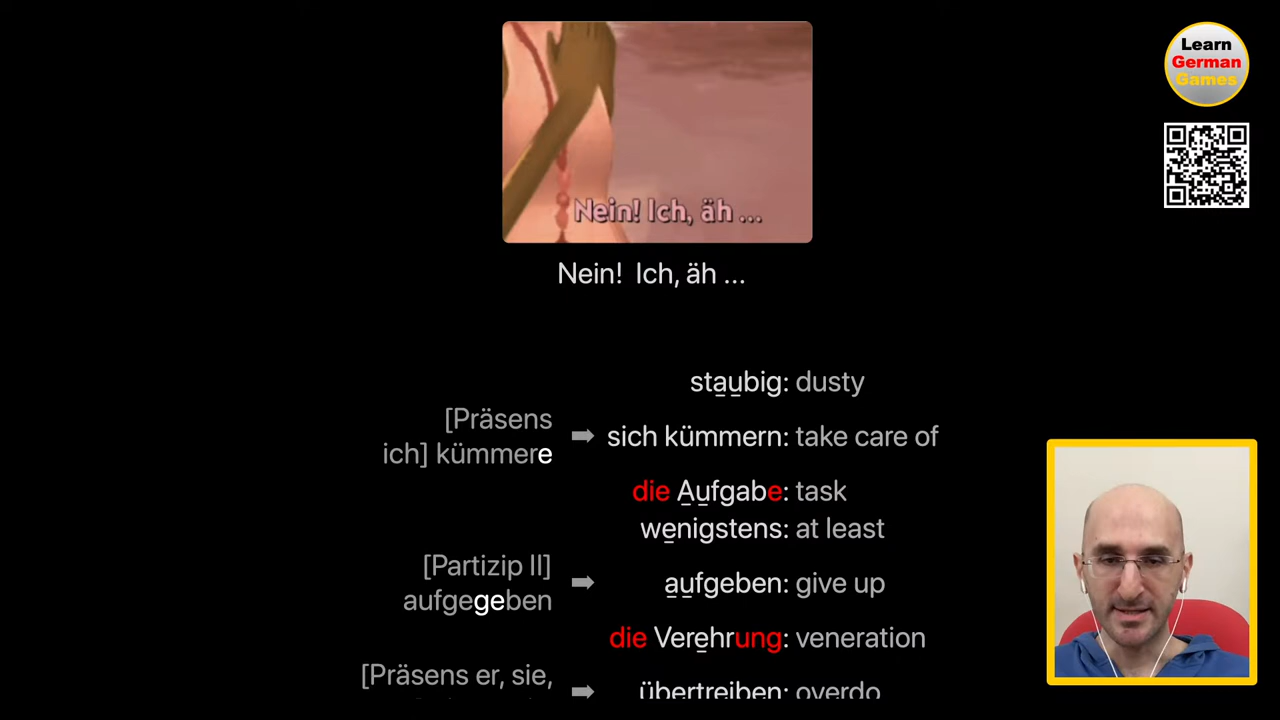 Learn
German
Games
Nein! Ich, äh ...
Nein! Ich, äh ...
staubig: dusty
[Präsens
ich] kümmere
➡ sich kümmern: take care of
die Aufgabe: task
wenigstens: at least
[Partizip II]
aufgegeben
➡ aufgeben: give up
die Verehrung: veneration
[Präsens er, sie,
➡ übertreiben: overdo